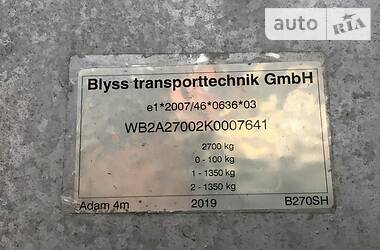 auto RIA
Blyss transporttechnik GmbH
e1*2007/46*0636*03
WB2A27002K0007641
2700 kg
0 - 100 kg
1 - 1350 kg
2 - 1350 kg
Adam 4m 2019 B270SH